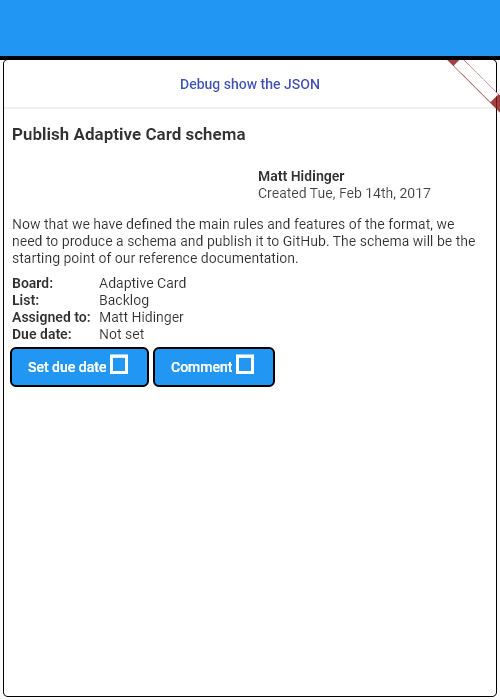 Debug show the JSON
Publish Adaptive Card schema
Matt Hidinger
Created Tue, Feb 14th, 2017
Now that we have defined the main rules and features of the format, we
need to produce a schema and publish it to GitHub. The schema will be the
starting point of our reference documentation.
Board: Adaptive Card
List: Backlog
Assigned to: Matt Hidinger
Due date: Not set
Set due date Comment